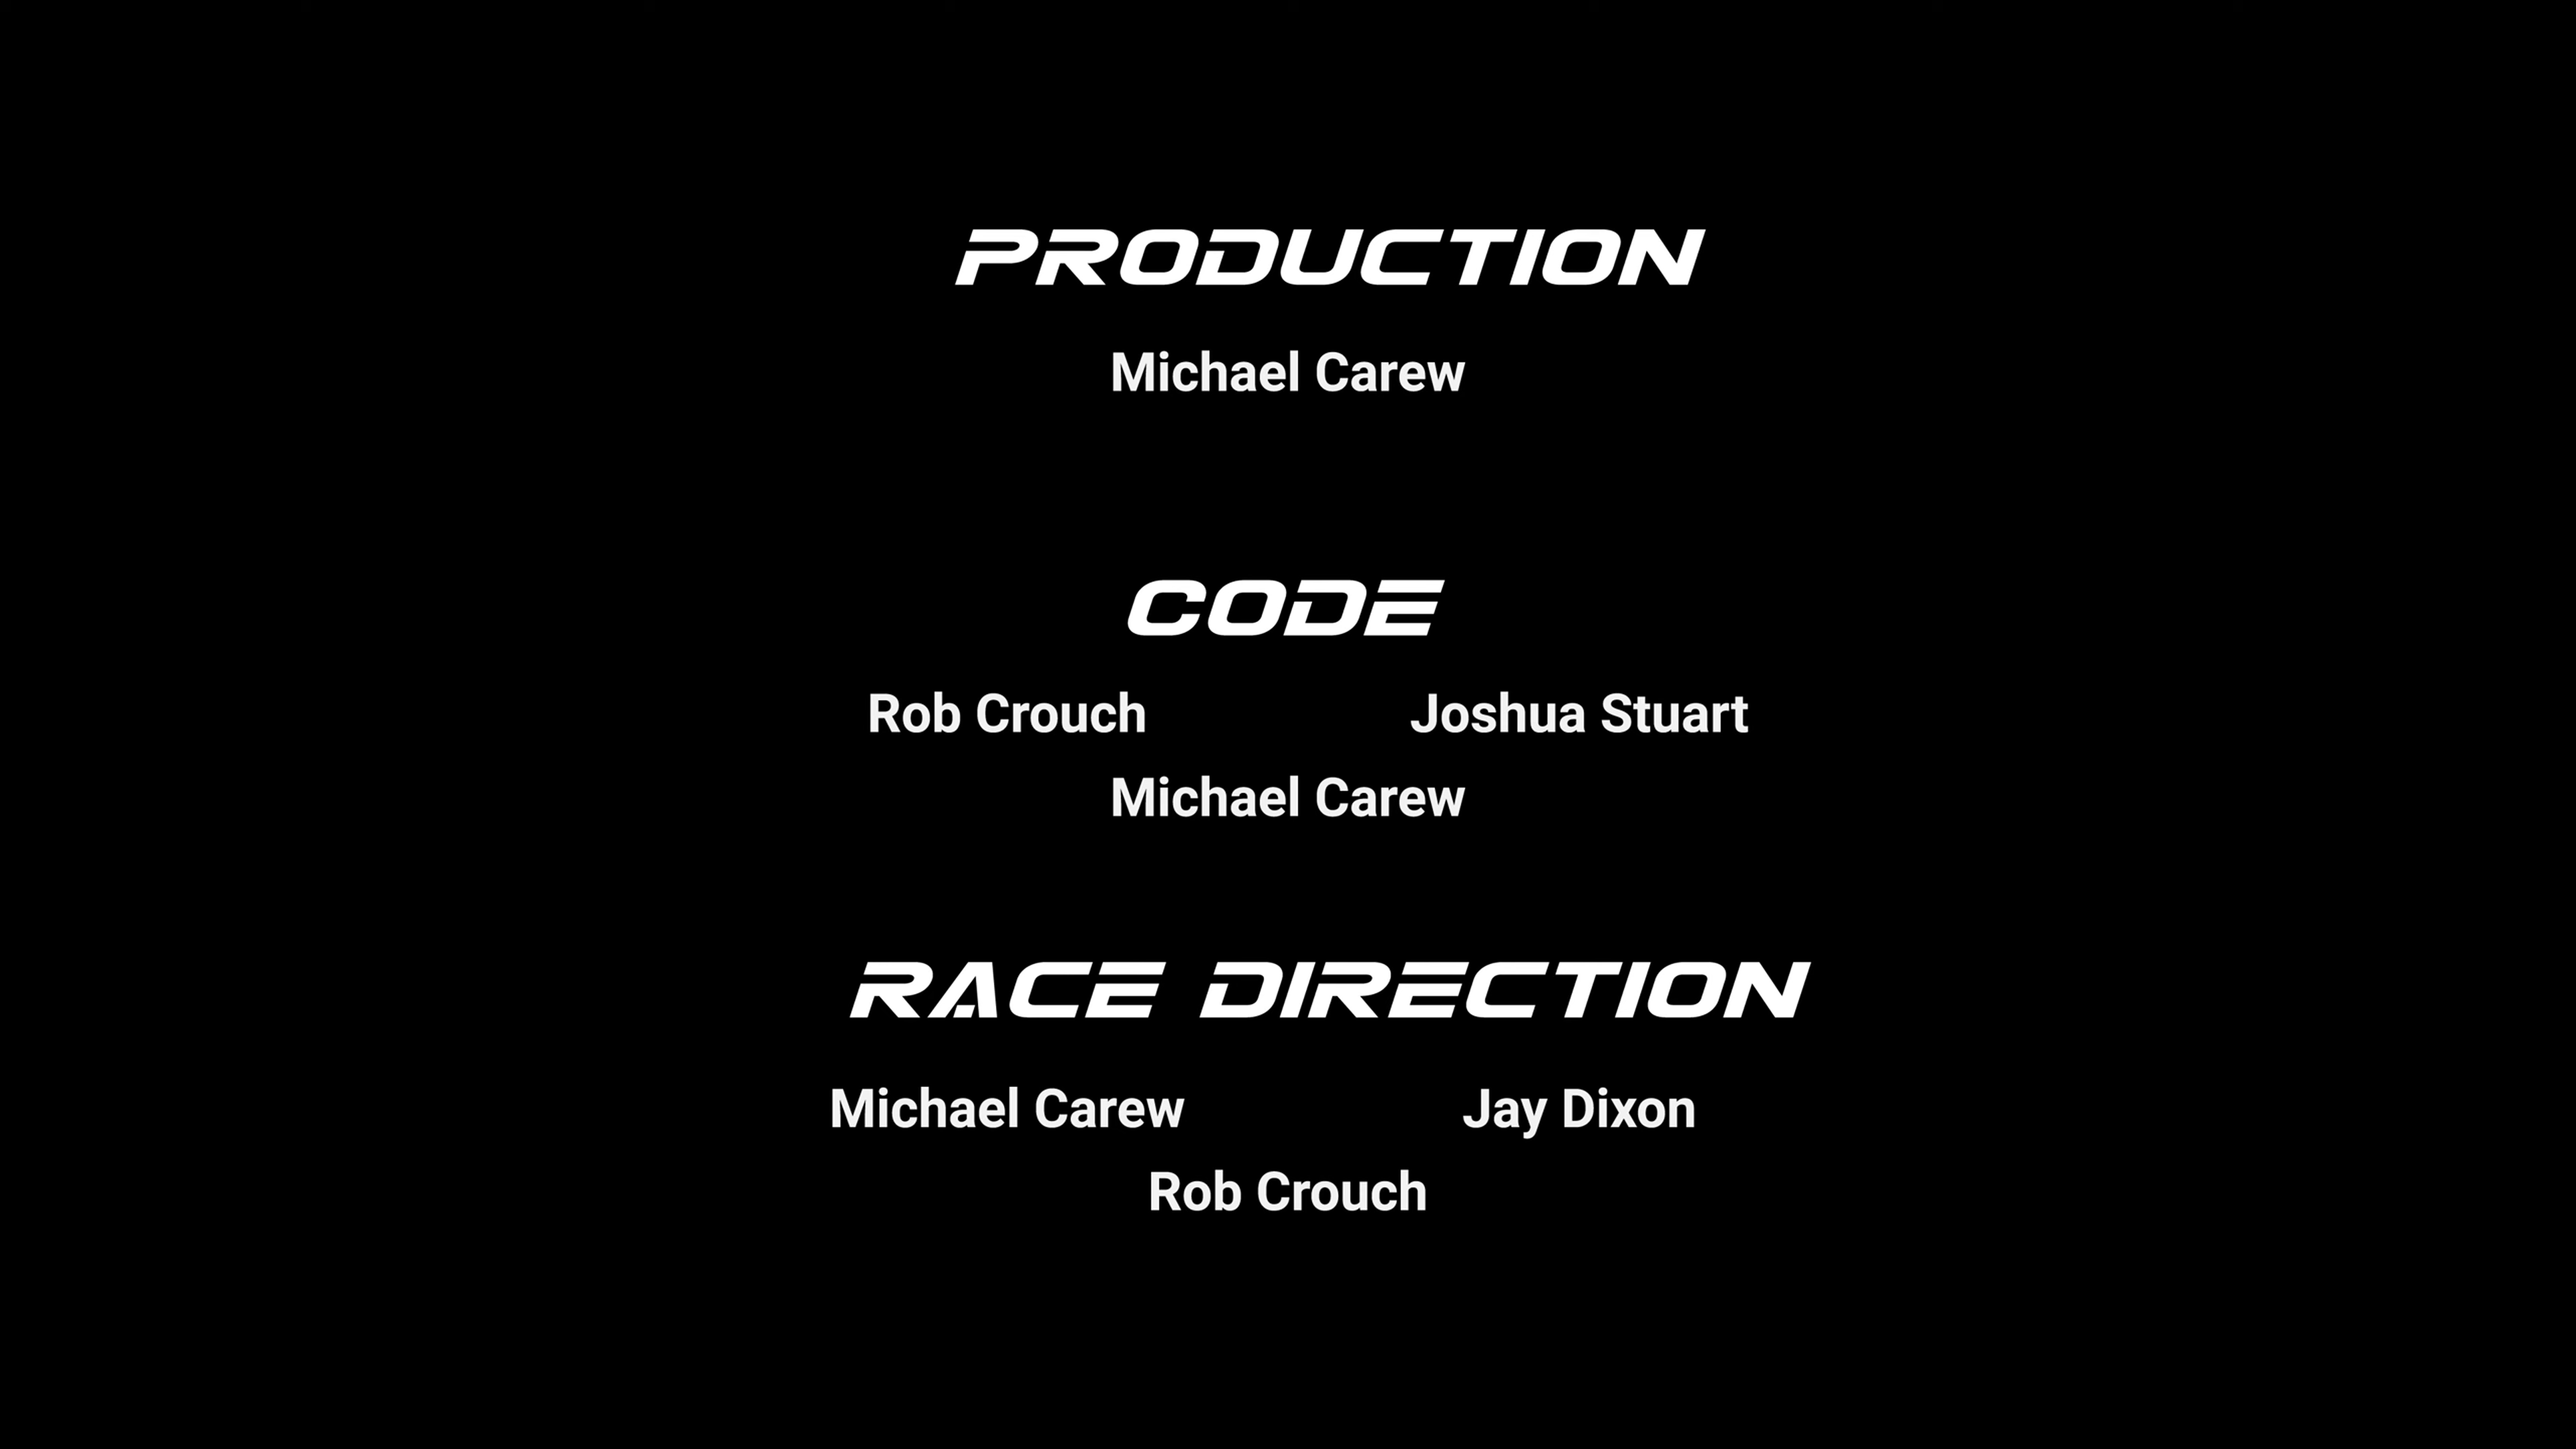 PRODUCTION
Michael Carew
CODE
Rob Crouch Joshua Stuart
Michael Carew
RACE DIRECTION
Michael Carew Jay Dixon
Rob Crouch